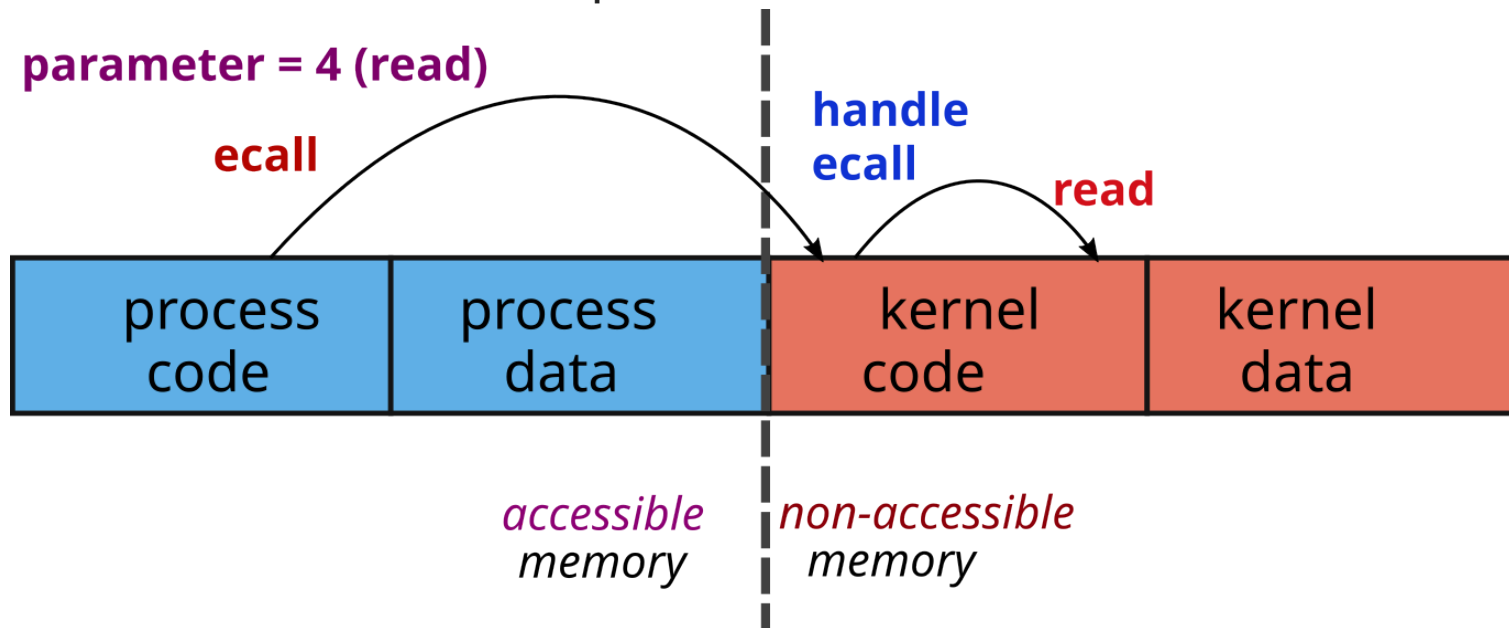 parameter = 4 (read)
ecall
handle
ecall
read
process
code
process
data
kernel
code
kernel
data
accessible
memory
non-accessible
memory